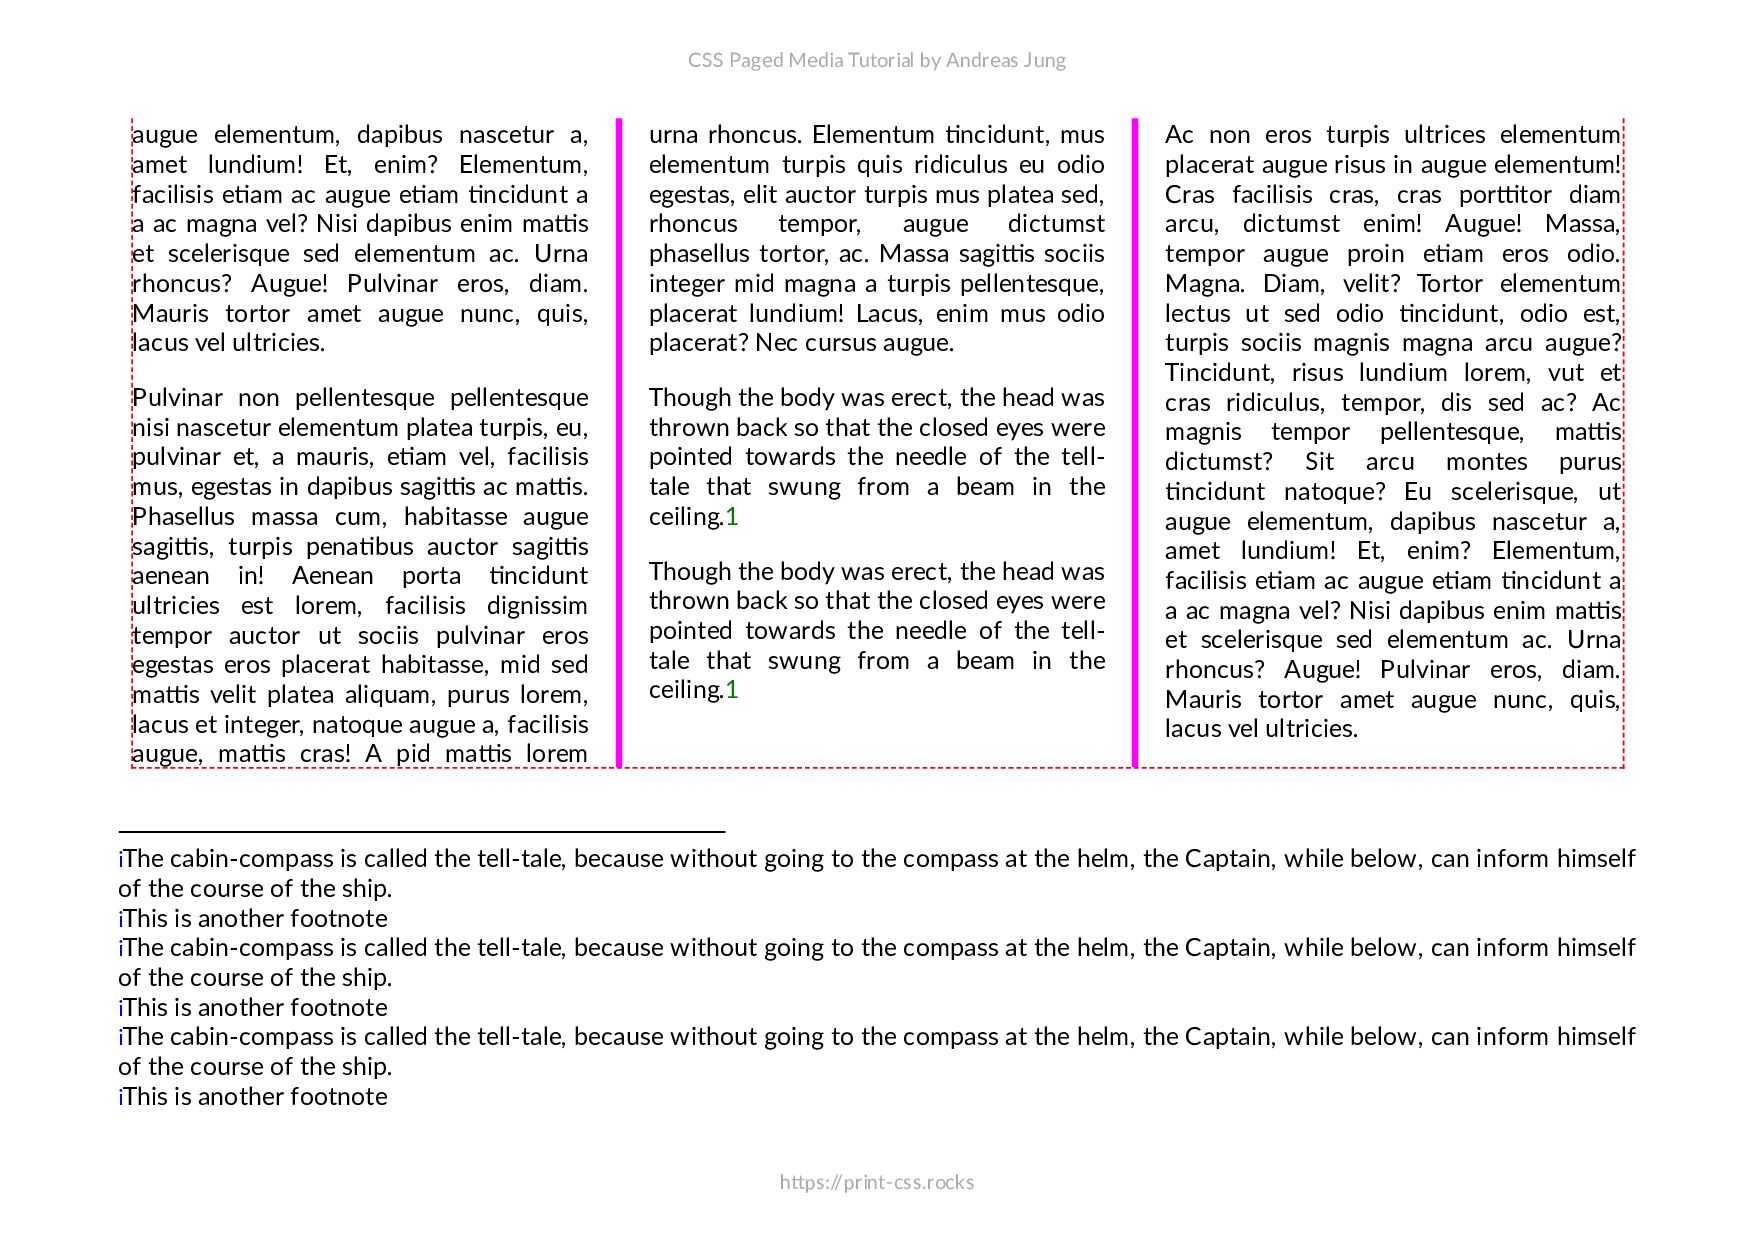 CSS Paged Media Tutorial by Andreas Jung
augue elementum, dapibus nascetur a,
amet lundium! Et, enim? Elementum,
facilisis etiam ac augue etiam tincidunt a
a ac magna vel? Nisi dapibus enim mattis
et scelerisque sed elementum ac. Urna
rhoncus? Augue! Pulvinar eros, diam.
Mauris tortor amet augue nunc, quis,
lacus vel ultricies.
Pulvinar non pellentesque pellentesque
nisi nascetur elementum platea turpis, eu,
pulvinar et, a mauris, etiam vel, facilisis
mus, egestas in dapibus sagittis ac mattis.
Phasellus massa cum, habitasse augue
sagittis, turpis penatibus auctor sagittis
aenean in! Aenean porta tincidunt
ultricies est lorem, facilisis dignissim
tempor auctor ut sociis pulvinar eros
egestas eros placerat habitasse, mid sed
mattis velit platea aliquam, purus lorem,
lacus et integer, natoque augue a, facilisis
augue, mattis cras! A pid mattis lorem
urna rhoncus. Elementum tincidunt, mus
elementum turpis quis ridiculus eu odio
egestas, elit auctor turpis mus platea sed,
rhoncus tempor, augue dictumst
phasellus tortor, ac. Massa sagittis sociis
integer mid magna a turpis pellentesque,
placerat lundium! Lacus, enim mus odio
placerat? Nec cursus augue.
Though the body was erect, the head was
thrown back so that the closed eyes were
pointed towards the needle of the tell-
tale that swung from a beam in the
ceiling.1
Though the body was erect, the head was
thrown back so that the closed eyes were
pointed towards the needle of the tell-
tale that swung from a beam in the
ceiling.1
Ac non eros turpis ultrices elementum
placerat augue risus in augue elementum!
Cras facilisis cras, cras porttitor diam
arcu, dictumst enim! Augue! Massa,
tempor augue proin etiam eros odio.
Magna. Diam, velit? Tortor elementum
lectus ut sed odio tincidunt, odio est,
turpis sociis magnis magna arcu augue?
Tincidunt, risus lundium lorem, vut et
cras ridiculus, tempor, dis sed ac? Ac
magnis tempor pellentesque, mattis
dictumst? Sit arcu montes purus
tincidunt natoque? Eu scelerisque, ut
augue elementum, dapibus nascetur a,
amet lundium! Et, enim? Elementum,
facilisis etiam ac augue etiam tincidunt a
a ac magna vel? Nisi dapibus enim mattis
et scelerisque sed elementum ac. Urna
rhoncus? Augue! Pulvinar eros, diam.
Mauris tortor amet augue nunc, quis,
lacus vel ultricies.
iThe cabin-compass is called the tell-tale, because without going to the compass at the helm, the Captain, while below, can inform himself
of the course of the ship.
iThis is another footnote
iThe cabin-compass is called the tell-tale, because without going to the compass at the helm, the Captain, while below, can inform himself
of the course of the ship.
iThis is another footnote
iThe cabin-compass is called the tell-tale, because without going to the compass at the helm, the Captain, while below, can inform himself
of the course of the ship.
iThis is another footnote
https://print-css.rocks